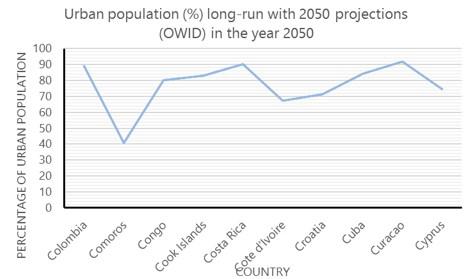 Urban population (%) long-run with 2050 projections
(OWID) in the year 2050
PERCENTAGE OF URBAN POPULATION
100
90
80
70
60
50
40
30
20
10
0
Colombia
Comoros
Congo
Cook Islands
Costa Rica
Cote d'Ivoire
Croatia
Cuba
Curacao
Cyprus
COUNTRY